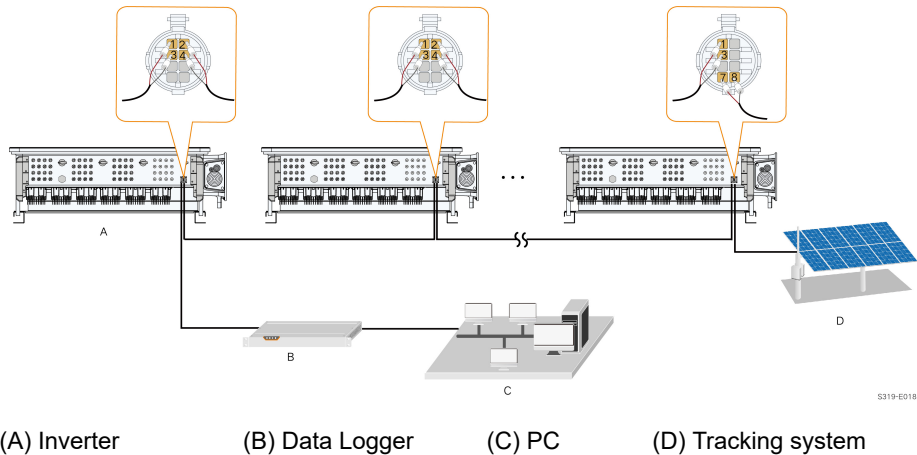 1 2
3 4
1 2
3 4
1
3
7 8
...
A
D
B
C
S319-E018
(A) Inverter (B) Data Logger (C) PC (D) Tracking system